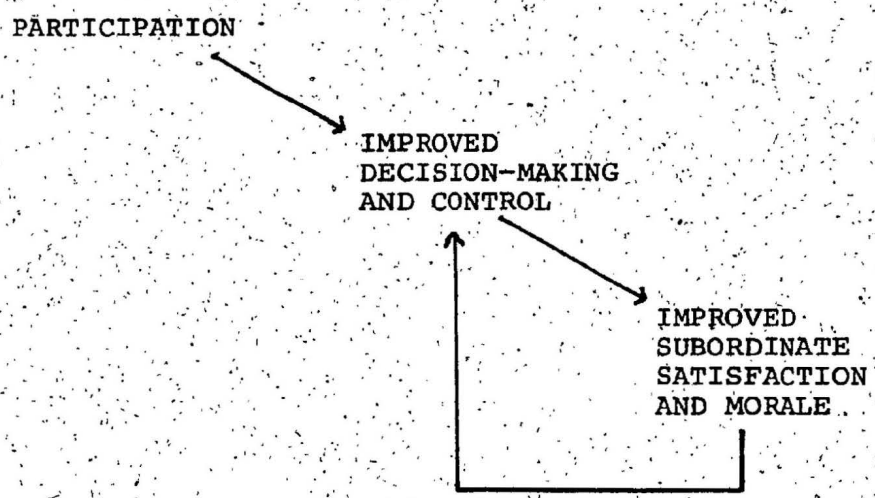 PARTICIPATION
IMPROVED
DECISION-MAKING
AND CONTROL
IMPROVED
SUBORDINATE
SATISFACTION
AND MORALE